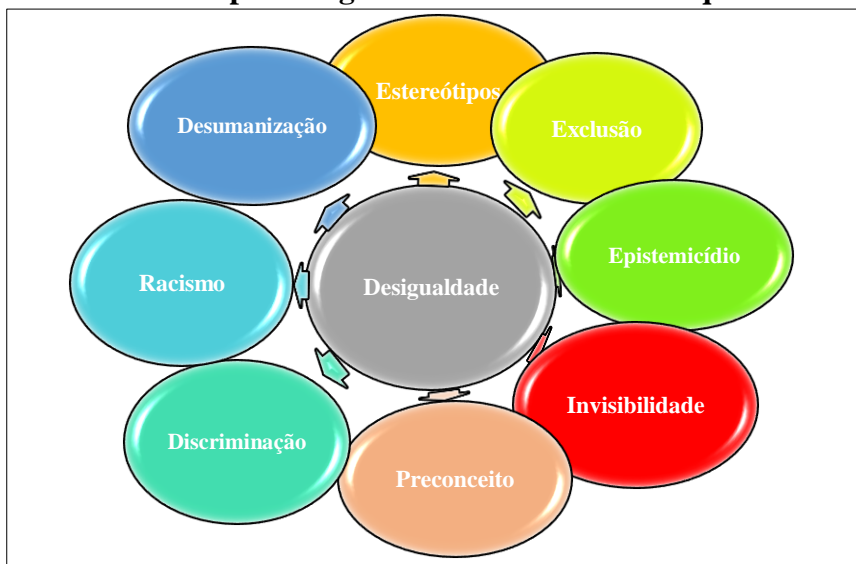 Estereótipos
Desumanização
Exclusão
Epistemicídio
Racismo
Desigualdade
Invisibilidade
Discriminação
Preconceito